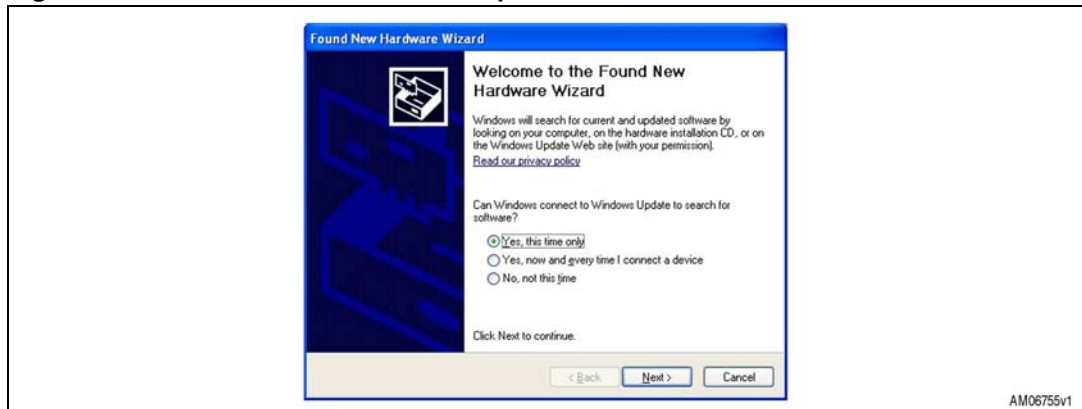 Found New Hardware Wizard
Welcome to the Found New
Hardware Wizard
Windows will search for current and updated software by
looking on your computer, on the hardware installation CD, or on
the Windows Update Web site (with your permission).
Read our privacy policy
Can Windows connect to Windows Update to search for
software?
Yes, this time only
Yes, now and every time I connect a device
No, not this time
Click Next to continue.
< Back
Next >
Cancel
AM06755v1